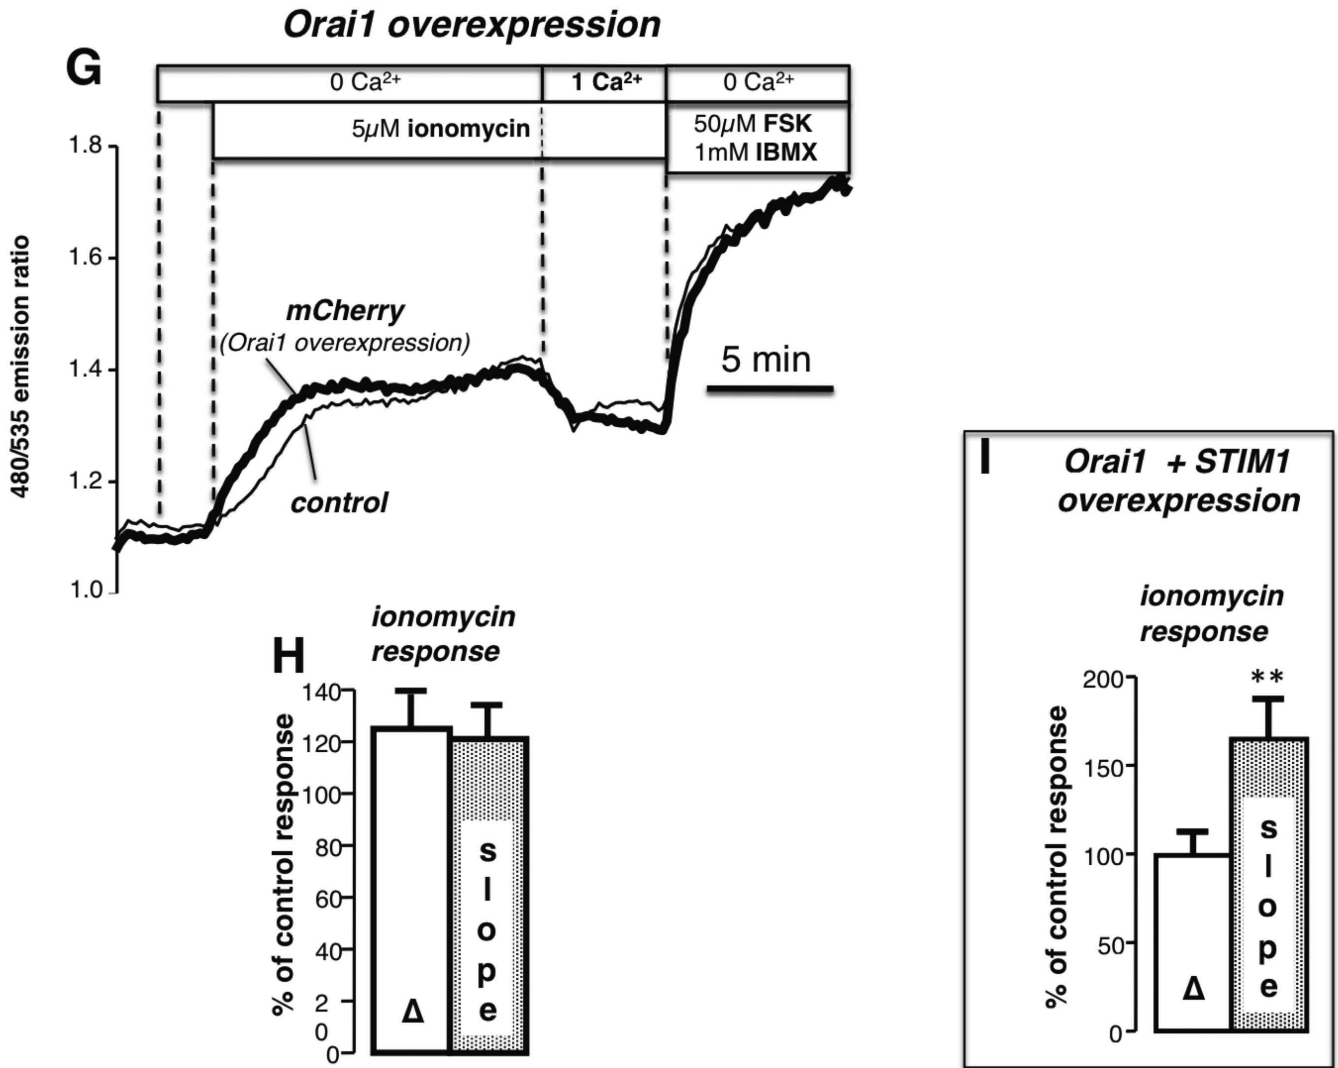 Orai1 overexpression
G
0 Ca²⁺ 1 Ca²⁺ 0 Ca²⁺
5µM ionomycin
50µM FSK
1mM IBMX
480/535 emission ratio
1.8
1.6
1.4
1.2
1.0
mCherry
(Orai1 overexpression)
control
5 min
H
ionomycin
response
% of control response
140
120
100
80
60
40
2
0
0
Δ
s
l
o
p
e
I
Orai1 + STIM1
overexpression
ionomycin
response
% of control response
200
150
100
50
0
**
Δ
s
l
o
p
e